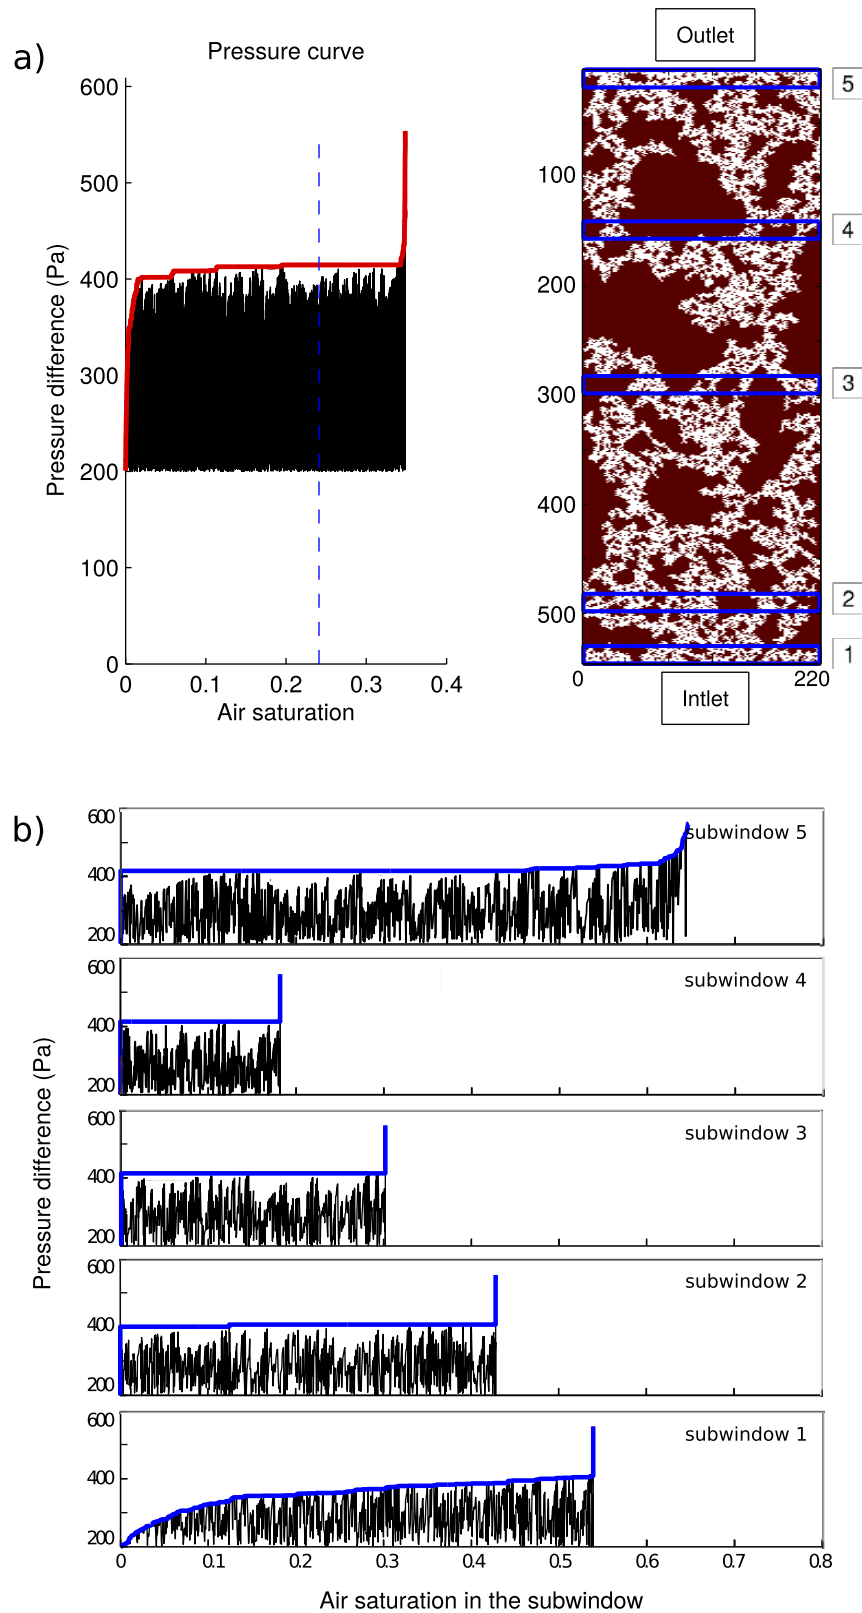 a)
Pressure curve
Pressure difference (Pa)
600
500
400
300
200
100
0
0 0.1 0.2 0.3 0.4
Air saturation
Outlet
100
200
300
400
500
0 220
Intlet
5
4
3
2
1
b)
Pressure difference (Pa)
600
400
200
subwindow 5
600
400
200
subwindow 4
600
400
200
subwindow 3
600
400
200
subwindow 2
600
400
200
subwindow 1
0 0.1 0.2 0.3 0.4 0.5 0.6 0.7 0.8
Air saturation in the subwindow